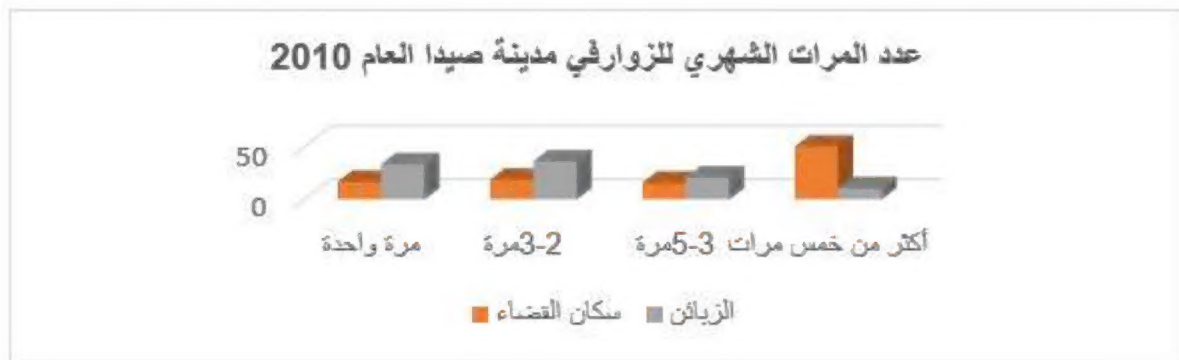 عدد المرات الشهري للزوارفي مدينة صيدا العام 2010
50
0
مرة واحدة
2-3مرة
3-5مرة
أكثر من خمس مرات
سكان القضاء
الزبائن